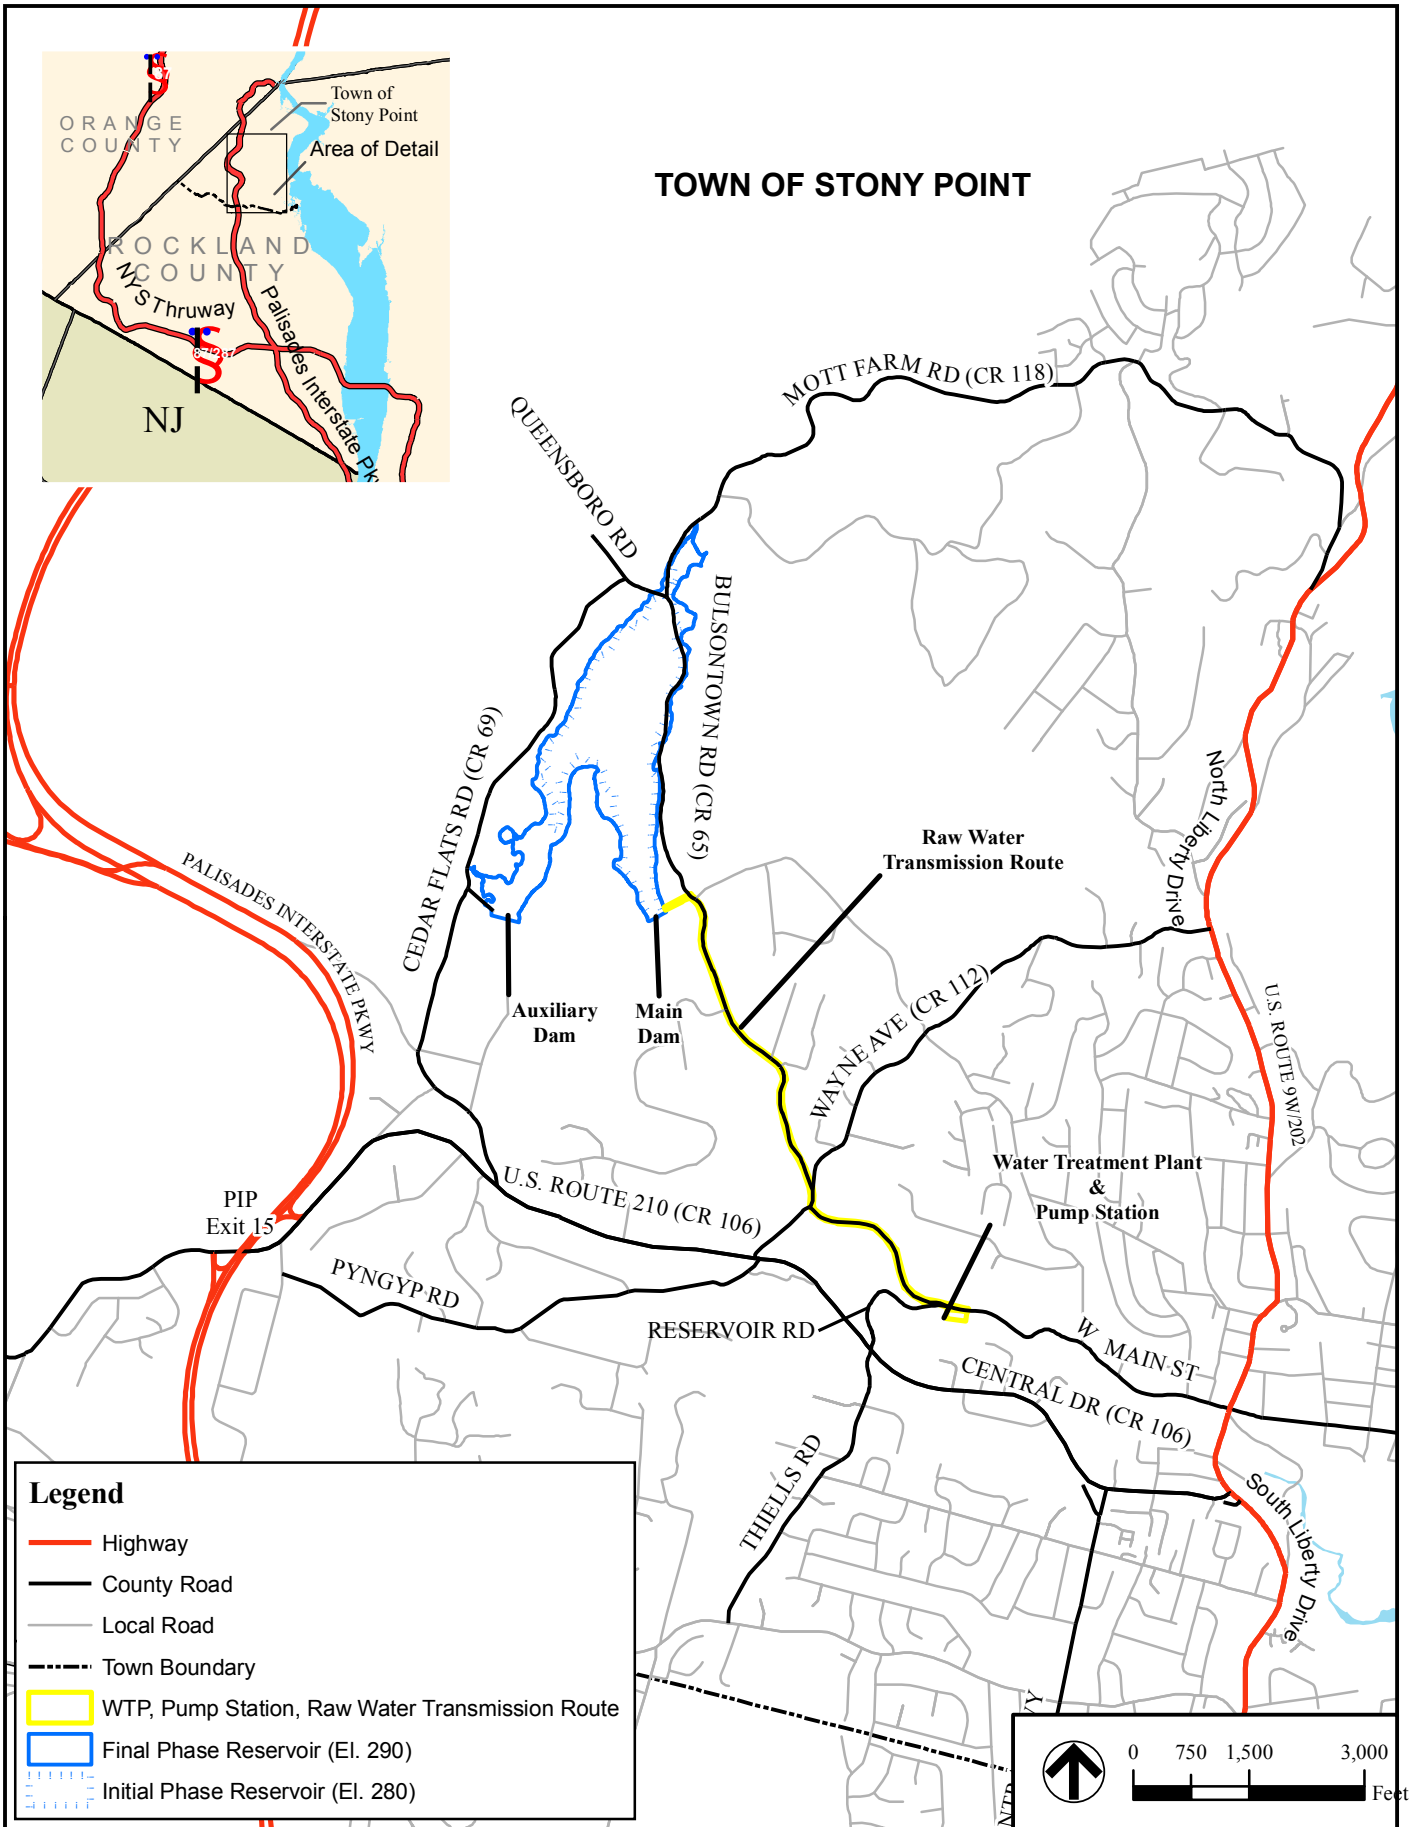 TOWN OF STONY POINT
ORANGE
COUNTY
Town of
Stony Point
Area of Detail
ROCKLAND
COUNTY
NYS Thruway
Palisades Interstate PK
87/287
NJ
MOTT FARM RD (CR 118)
QUEENSBORO RD
BULSONTOWN RD (CR 65)
CEDAR FLATS RD (CR 69)
North Liberty Drive
Raw Water
Transmission Route
PALISADES INTERSTATE PKWY
Auxiliary
Dam
Main
Dam
WAYNE AVE (CR 112)
U.S. ROUTE 9W/202
Water Treatment Plant
&
Pump Station
PIP
Exit 15
U.S. ROUTE 210 (CR 106)
PYNGYP RD
RESERVOIR RD
W. MAIN ST
CENTRAL DR (CR 106)
THIELLS RD
South Liberty Drive
Legend
Highway
County Road
Local Road
Town Boundary
WTP, Pump Station, Raw Water Transmission Route
Final Phase Reservoir (El. 290)
Initial Phase Reservoir (El. 280)
0 750 1,500 3,000
Feet